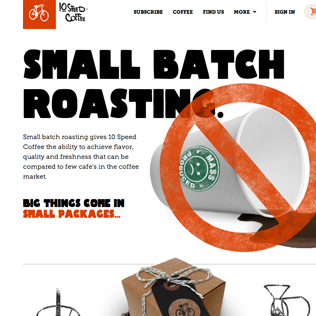 10 SPEED
COFFEE
SUBSCRIBE COFFEE FIND US MORE SIGN IN
SMALL BATCH
ROASTING.
Small batch roasting gives 10 Speed
Coffee the ability to achieve flavor,
quality and freshness that can be
compared to few cafe's in the coffee
market.
MASS
PRODUCED
BIG THINGS COME IN
SMALL PACKAGES...